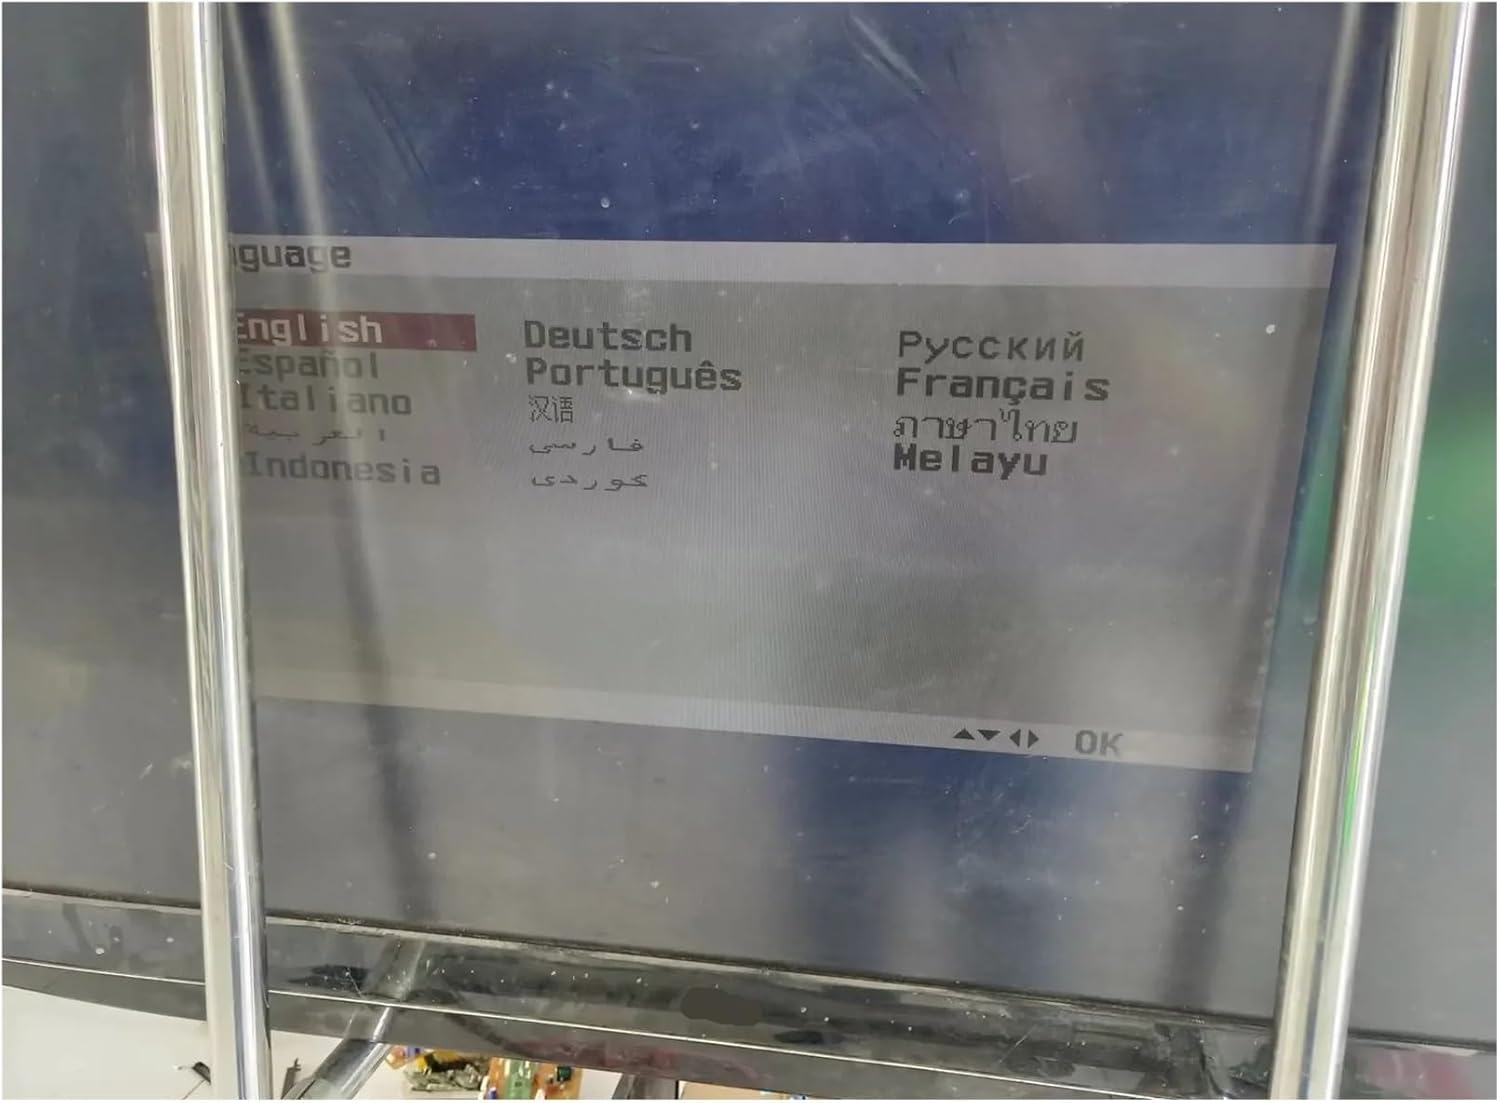 nguage
English Deutsch Русский
Español Português Français
Italiano 汉语 ภาษาไทย
العربية فارسی Melayu
Indonesia کوردی
OK